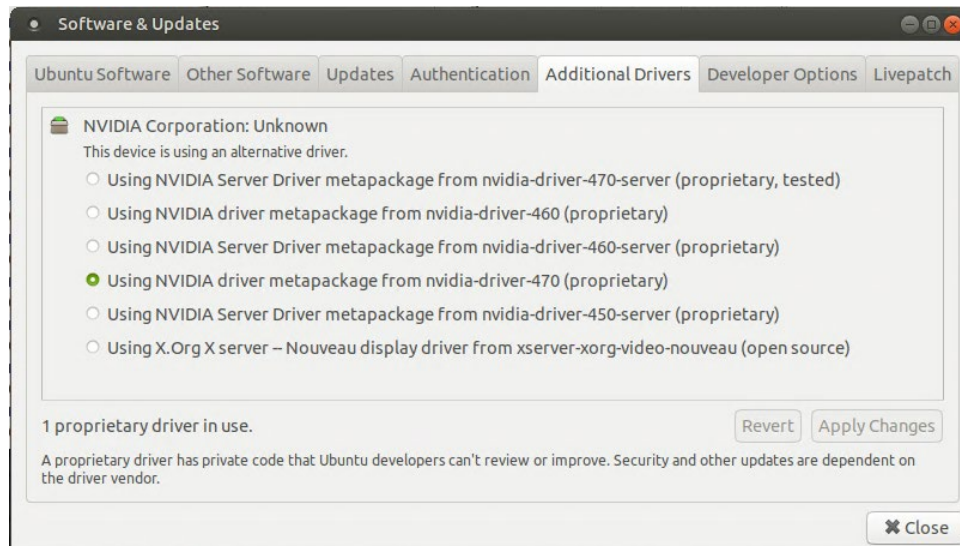 Software & Updates
Ubuntu Software Other Software Updates Authentication Additional Drivers Developer Options Livepatch
NVIDIA Corporation: Unknown
This device is using an alternative driver.
Using NVIDIA Server Driver metapackage from nvidia-driver-470-server (proprietary, tested)
Using NVIDIA driver metapackage from nvidia-driver-460 (proprietary)
Using NVIDIA Server Driver metapackage from nvidia-driver-460-server (proprietary)
Using NVIDIA driver metapackage from nvidia-driver-470 (proprietary)
Using NVIDIA Server Driver metapackage from nvidia-driver-450-server (proprietary)
Using X.Org X server -- Nouveau display driver from xserver-xorg-video-nouveau (open source)
1 proprietary driver in use.
Revert Apply Changes
A proprietary driver has private code that Ubuntu developers can't review or improve. Security and other updates are dependent on
the driver vendor.
Close